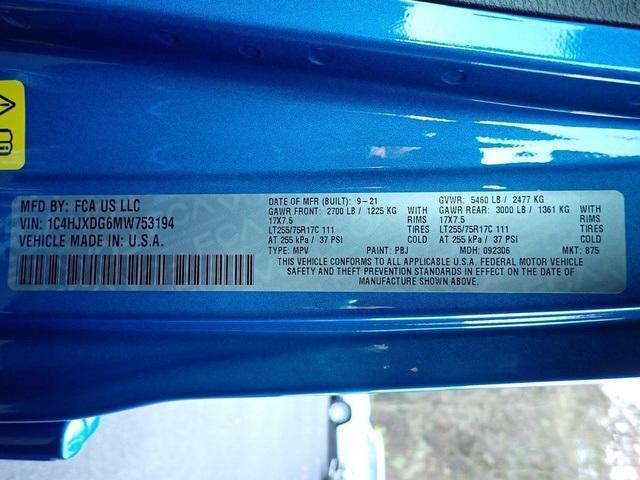 MFD BY: FCA US LLC
VIN: 1C4HJXDG6MW753194
VEHICLE MADE IN: U.S.A.
DATE OF MFR (BUILT): 9-21
GAWR FRONT: 2700 LB / 1225 KG WITH
17X7.5 RIMS
LT255/75R17C 111 TIRES
AT 255 kPa / 37 PSI COLD
TYPE: MPV PAINT: PBJ
GVWR: 5460 LB / 2477 KG
GAWR REAR: 3000 LB / 1361 KG WITH
17X7.5 RIMS
LT255/75R17C 111 TIRES
AT 255 kPa / 37 PSI COLD
MDH: 092306 MKT: 875
THIS VEHICLE CONFORMS TO ALL APPLICABLE U.S.A. FEDERAL MOTOR VEHICLE
SAFETY AND THEFT PREVENTION STANDARDS IN EFFECT ON THE DATE OF
MANUFACTURE SHOWN ABOVE.